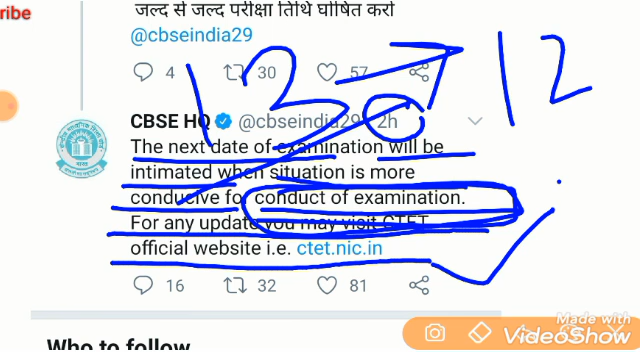 ribe
जल्द से जल्द परीक्षा तिथि घोषित करो
@cbseindia29
4 30 57
13 07 12
CBSE HQ @cbseindia29 2h
The next date of examination will be
intimated when situation is more
conducive for conduct of examination.
For any update you may visit CTET
official website i.e. ctet.nic.in
16 32 81
Who to follow
Made with
VideoShow